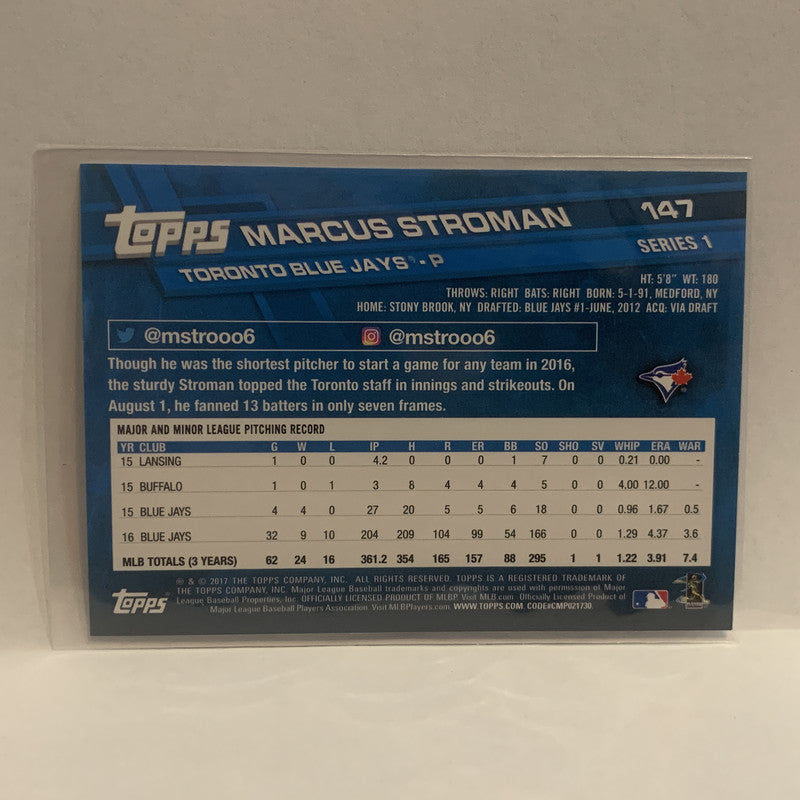 TOPPS MARCUS STROMAN 147
TORONTO BLUE JAYS® - P SERIES 1
HT: 5'8" WT: 180
THROWS: RIGHT BATS: RIGHT BORN: 5-1-91, MEDFORD, NY
HOME: STONY BROOK, NY DRAFTED: BLUE JAYS #1-JUNE, 2012 ACQ: VIA DRAFT
@mstrooo6 @mstrooo6
Though he was the shortest pitcher to start a game for any team in 2016,
the sturdy Stroman topped the Toronto staff in innings and strikeouts. On
August 1, he fanned 13 batters in only seven frames.
MAJOR AND MINOR LEAGUE PITCHING RECORD
YR CLUB G W L IP H R ER BB SO SHO SV WHIP ERA WAR
15 LANSING 1 0 0 4.2 0 0 0 1 7 0 0 0.21 0.00 -
15 BUFFALO 1 0 1 3 8 4 4 4 5 0 0 4.00 12.00 -
15 BLUE JAYS 4 4 0 27 20 5 5 6 18 0 0 0.96 1.67 0.5
16 BLUE JAYS 32 9 10 204 209 104 99 54 166 0 0 1.29 4.37 3.6
MLB TOTALS (3 YEARS) 62 24 16 361.2 354 165 157 88 295 1 1 1.22 3.91 7.4
® & © 2017 THE TOPPS COMPANY, INC. ALL RIGHTS RESERVED. TOPPS IS A REGISTERED TRADEMARK OF
THE TOPPS COMPANY, INC. Major League Baseball trademarks and copyrights are used with permission of Major
League Baseball Properties, Inc. OFFICIALLY LICENSED PRODUCT OF MLBP. Visit MLB.com. Officially Licensed Product of
Major League Baseball Players Association. Visit MLBPlayers.com. WWW.TOPPS.COM CODE#CMP021730.
TOPPS